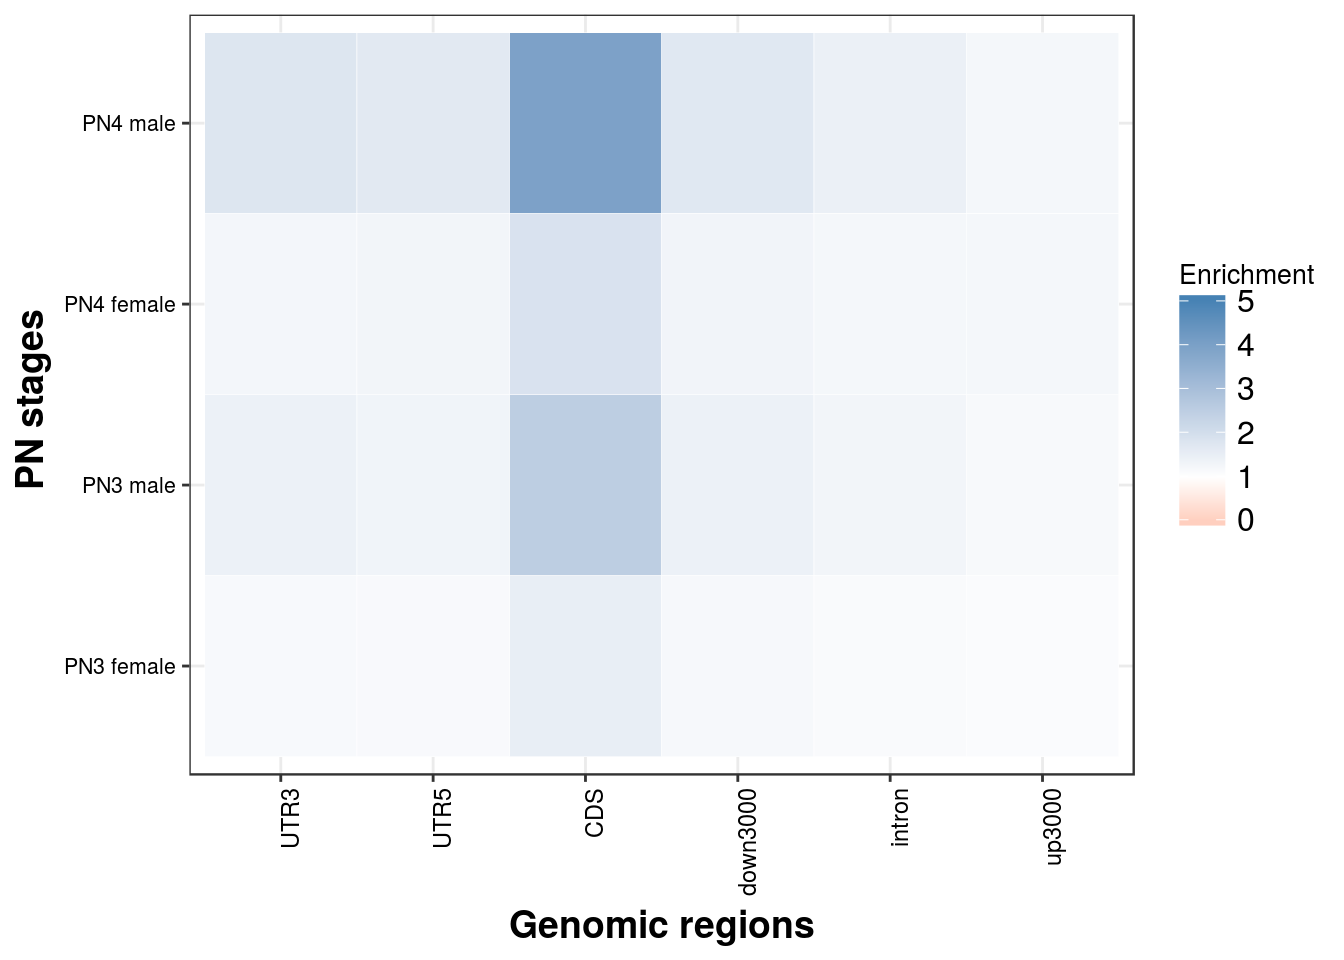 PN stages
PN4 male
PN4 female
PN3 male
PN3 female
UTR3
UTR5
CDS
down3000
intron
up3000
Genomic regions
Enrichment
5
4
3
2
1
0